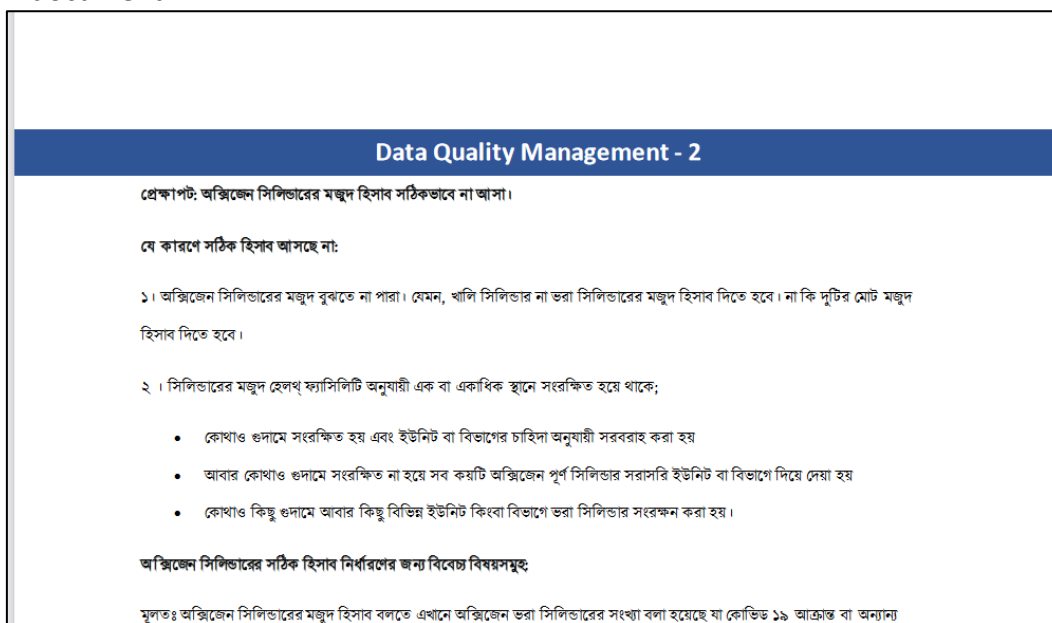 Data Quality Management - 2
প্রেক্ষাপট: অক্সিজেন সিলিন্ডারের মজুদ হিসাব সঠিকভাবে না আসা।
যে কারণে সঠিক হিসাব আসছে না:
১। অক্সিজেন সিলিন্ডারের মজুদ বুঝতে না পারা। যেমন, খালি সিলিন্ডার না ভরা সিলিন্ডারের মজুদ হিসাব দিতে হবে। না কি দুটির মোট মজুদ
হিসাব দিতে হবে।
২ । সিলিন্ডারের মজুদ হেলথ্ ফ্যাসিলিটি অনুযায়ী এক বা একাধিক স্থানে সংরক্ষিত হয়ে থাকে;
• কোথাও গুদামে সংরক্ষিত হয় এবং ইউনিট বা বিভাগের চাহিদা অনুযায়ী সরবরাহ করা হয়
• আবার কোথাও গুদামে সংরক্ষিত না হয়ে সব কয়টি অক্সিজেন পূর্ণ সিলিন্ডার সরাসরি ইউনিট বা বিভাগে দিয়ে দেয়া হয়
• কোথাও কিছু গুদামে আবার কিছু বিভিন্ন ইউনিট কিংবা বিভাগে ভরা সিলিন্ডার সংরক্ষন করা হয়।
অক্সিজেন সিলিন্ডারের সঠিক হিসাব নির্ধারণের জন্য বিবেচ্য বিষয়সমুহ:
মূলতঃ অক্সিজেন সিলিন্ডারের মজুদ হিসাব বলতে এখানে অক্সিজেন ভরা সিলিন্ডারের সংখ্যা বলা হয়েছে যা কোভিড ১৯ আক্রান্ত বা অন্যান্য